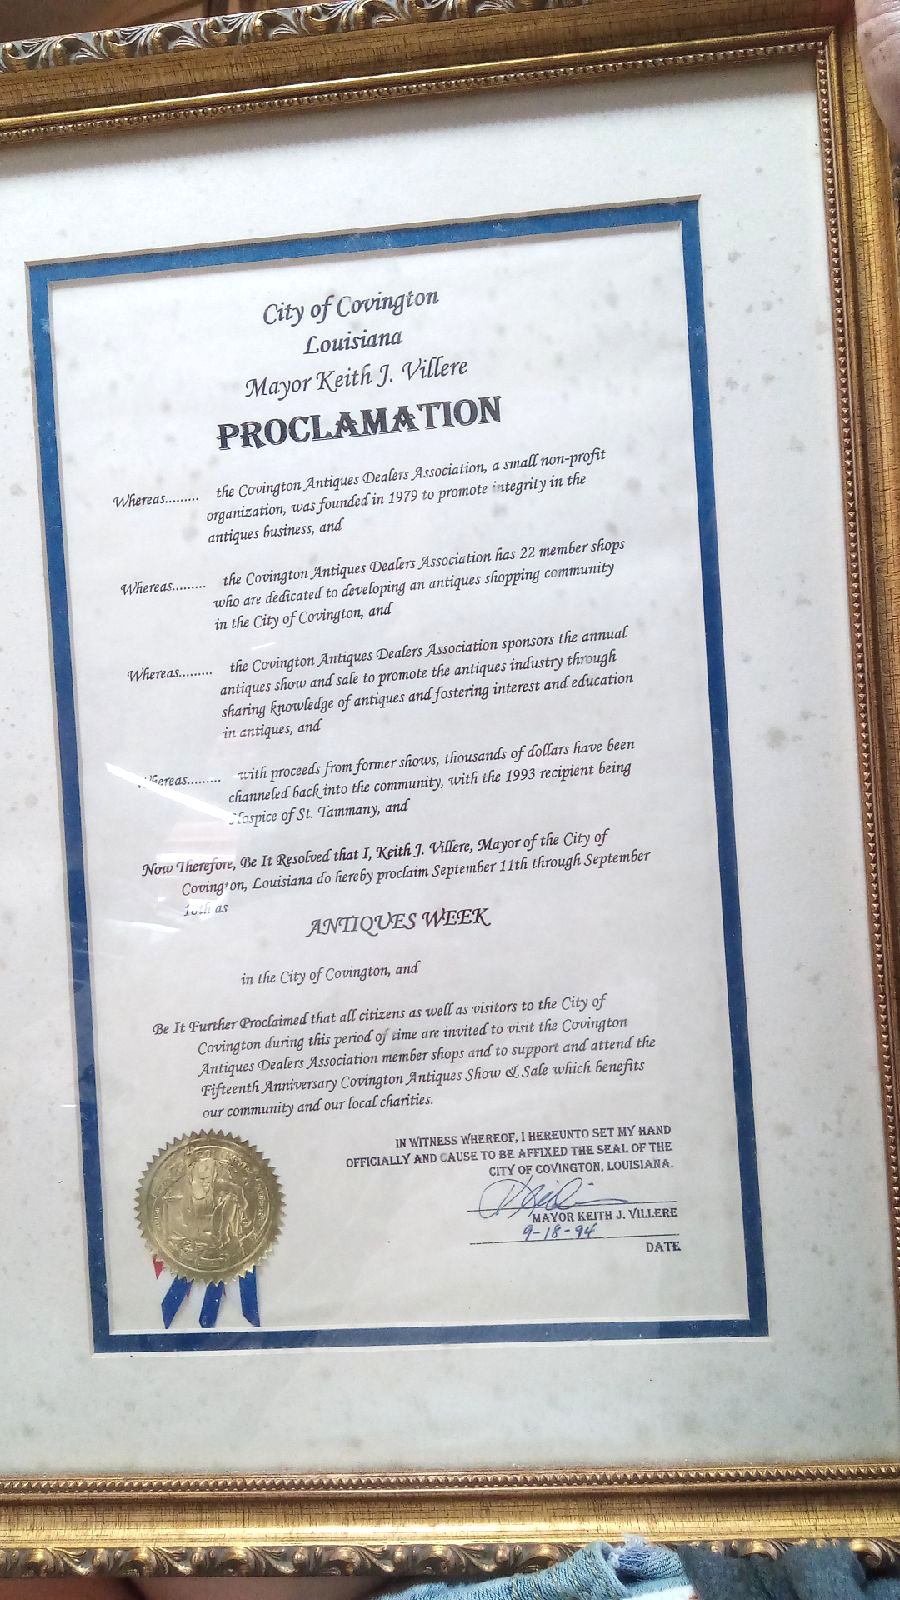 City of Covington
Louisiana
Mayor Keith J. Villere
PROCLAMATION
Whereas......... the Covington Antiques Dealers Association, a small non-profit
organization, was founded in 1979 to promote integrity in the
antiques business, and
Whereas......... the Covington Antiques Dealers Association has 22 member shops
who are dedicated to developing an antiques shopping community
in the City of Covington, and
Whereas......... the Covington Antiques Dealers Association sponsors the annual
antiques show and sale to promote the antiques industry through
sharing knowledge of antiques and fostering interest and education
in antiques, and
Whereas......... with proceeds from former shows, thousands of dollars have been
channeled back into the community, with the 1993 recipient being
Hospice of St. Tammany, and
Now Therefore, Be It Resolved that I, Keith J. Villere, Mayor of the City of
Covington, Louisiana do hereby proclaim September 11th through September
as
ANTIQUES WEEK
in the City of Covington, and
Be It Further Proclaimed that all citizens as well as visitors to the City of
Covington during this period of time are invited to visit the Covington
Antiques Dealers Association member shops and to support and attend the
Fifteenth Anniversary Covington Antiques Show & Sale which benefits
our community and our local charities.
IN WITNESS WHEREOF, I HEREUNTO SET MY HAND
OFFICIALLY AND CAUSE TO BE AFFIXED THE SEAL OF THE
CITY OF COVINGTON, LOUISIANA.
MAYOR KEITH J. VILLERE
9-18-94
DATE